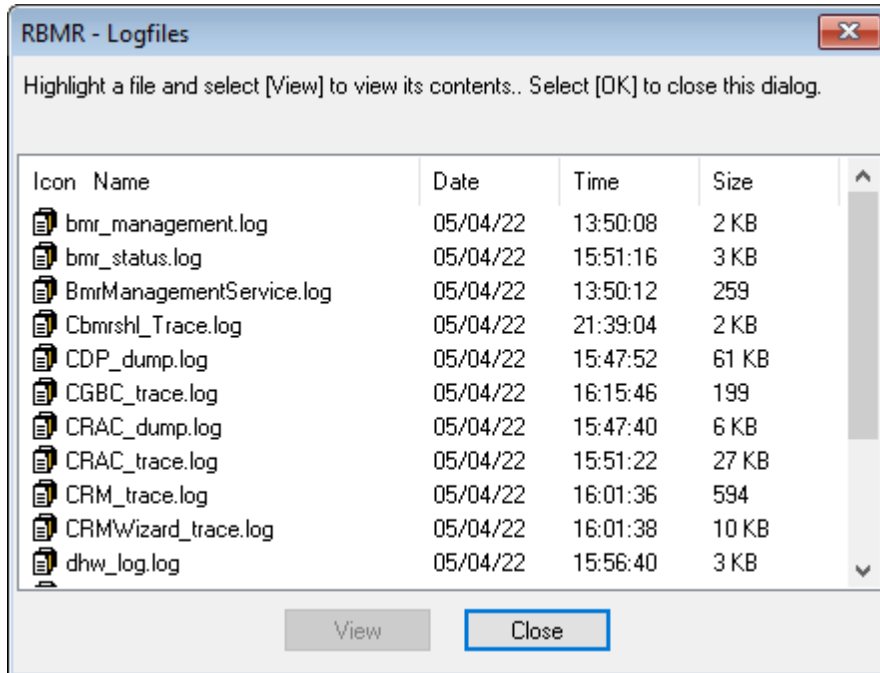 RBMR - Logfiles
Highlight a file and select [View] to view its contents.. Select [OK] to close this dialog.
Icon Name Date Time Size
bmr_management.log 05/04/22 13:50:08 2 KB
bmr_status.log 05/04/22 15:51:16 3 KB
BmrManagementService.log 05/04/22 13:50:12 259
Cbmrshl_Trace.log 05/04/22 21:39:04 2 KB
CDP_dump.log 05/04/22 15:47:52 61 KB
CGBC_trace.log 05/04/22 16:15:46 199
CRAC_dump.log 05/04/22 15:47:40 6 KB
CRAC_trace.log 05/04/22 15:51:22 27 KB
CRM_trace.log 05/04/22 16:01:36 594
CRMWizard_trace.log 05/04/22 16:01:38 10 KB
dhw_log.log 05/04/22 15:56:40 3 KB
View Close